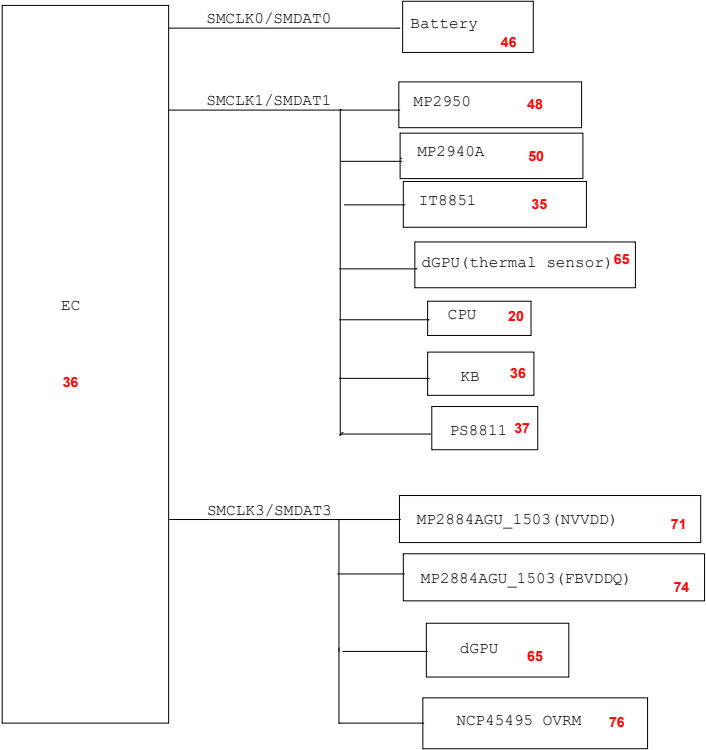 SMCLK0/SMDAT0
Battery
46
SMCLK1/SMDAT1
MP2950 48
MP2940A 50
IT8851 35
dGPU(thermal sensor) 65
EC
CPU 20
36
KB 36
PS8811 37
SMCLK3/SMDAT3
MP2884AGU_1503(NVVDD) 71
MP2884AGU_1503(FBVDDQ) 74
dGPU 65
NCP45495 OVRM 76